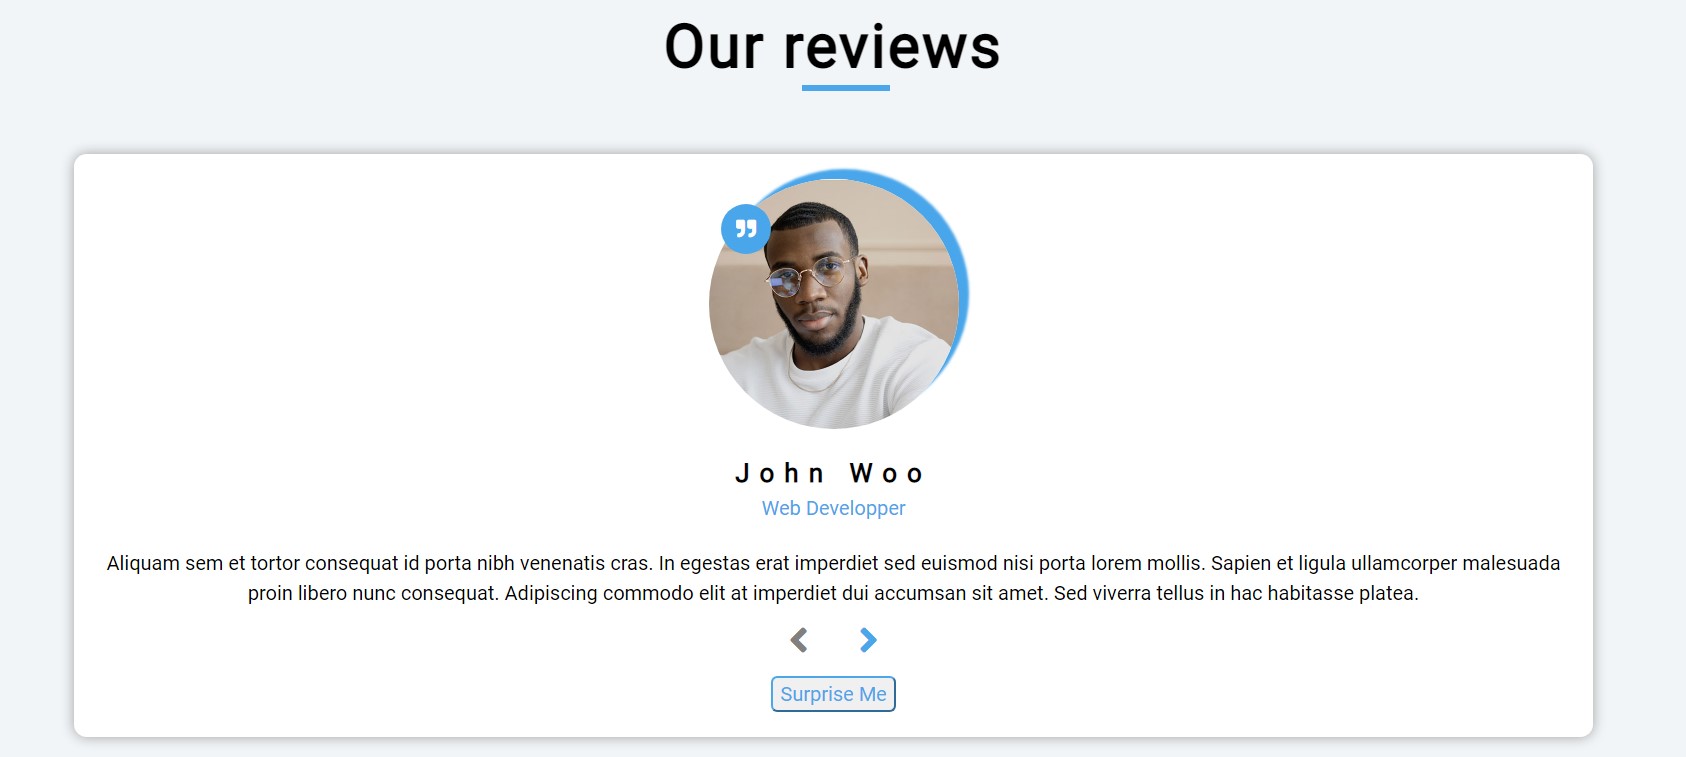 Our reviews
John Woo
Web Developper
Aliquam sem et tortor consequat id porta nibh venenatis cras. In egestas erat imperdiet sed euismod nisi porta lorem mollis. Sapien et ligula ullamcorper malesuada
proin libero nunc consequat. Adipiscing commodo elit at imperdiet dui accumsan sit amet. Sed viverra tellus in hac habitasse platea.
Surprise Me